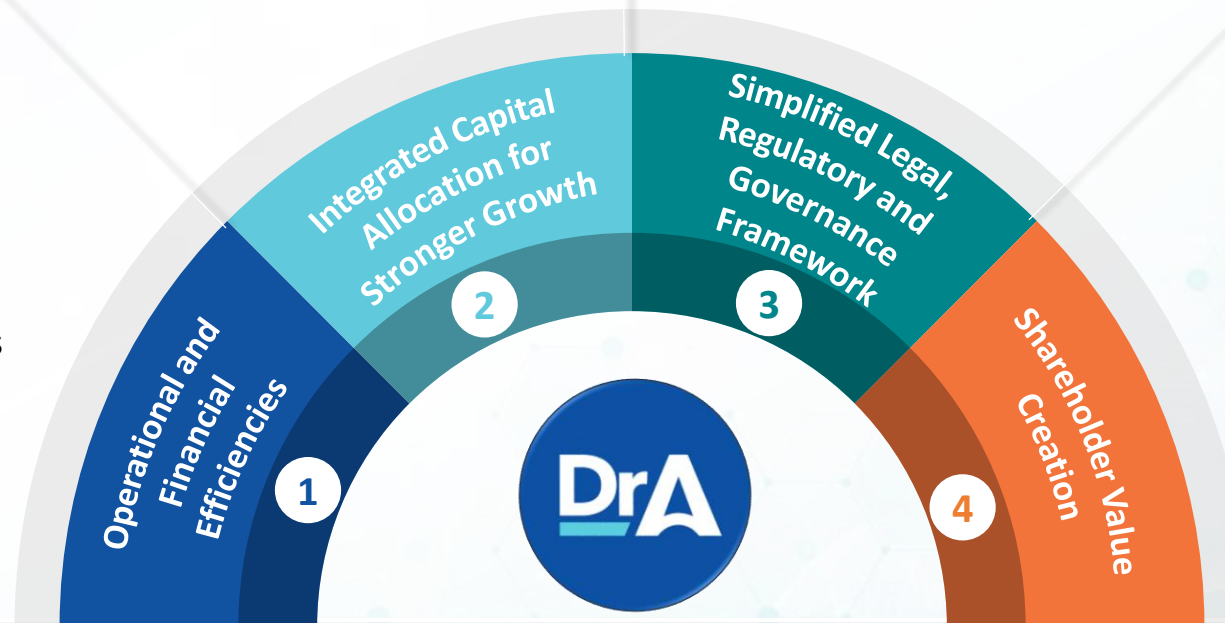 Operational and
Financial
Efficiencies
1
Integrated Capital
Allocation for
Stronger Growth
2
Simplified Legal,
Regulatory and
Governance
Framework
3
Shareholder Value
Creation
4
DrA